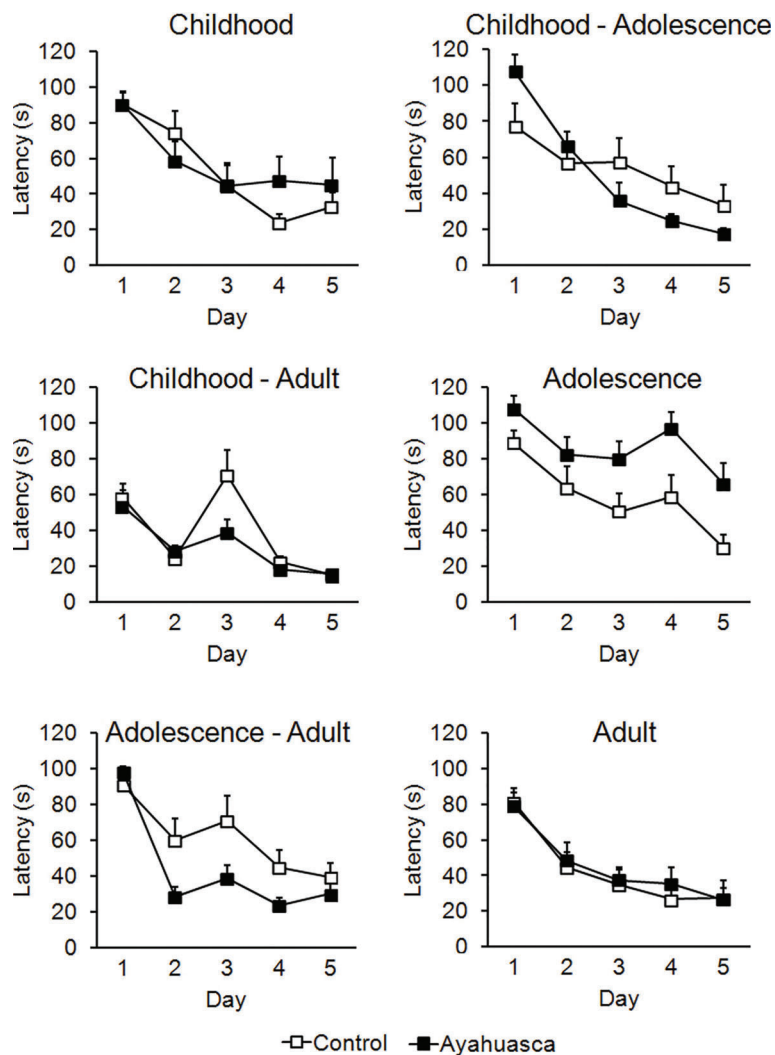 Childhood
Latency (s)
120
100
80
60
40
20
0
1 2 3 4 5
Day
Childhood - Adolescence
Latency (s)
120
100
80
60
40
20
0
1 2 3 4 5
Day
Childhood - Adult
Latency (s)
120
100
80
60
40
20
0
1 2 3 4 5
Day
Adolescence
Latency (s)
120
100
80
60
40
20
0
1 2 3 4 5
Day
Adolescence - Adult
Latency (s)
120
100
80
60
40
20
0
1 2 3 4 5
Day
Adult
Latency (s)
120
100
80
60
40
20
0
1 2 3 4 5
Day
Control Ayahuasca